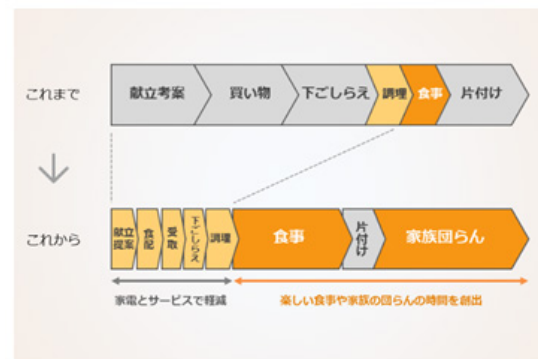 これまで
献立考案
買い物
下ごしらえ
調理
食事
片付け
これから
献立
提案
食配
受取
下ごしらえ
調理
食事
片付け
家族団らん
家電とサービスで軽減
楽しい食事や家族の団らんの時間を創出